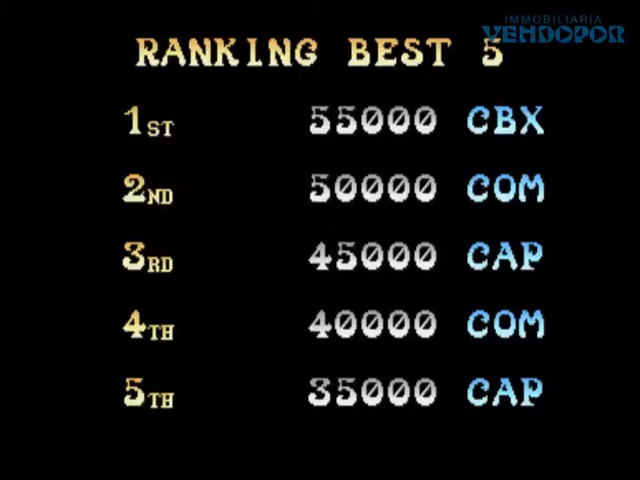 IMMOBILIARIA
VENDOPOR
RANKING BEST 5
1ST 55000 CBX
2ND 50000 COM
3RD 45000 CAP
4TH 40000 COM
5TH 35000 CAP